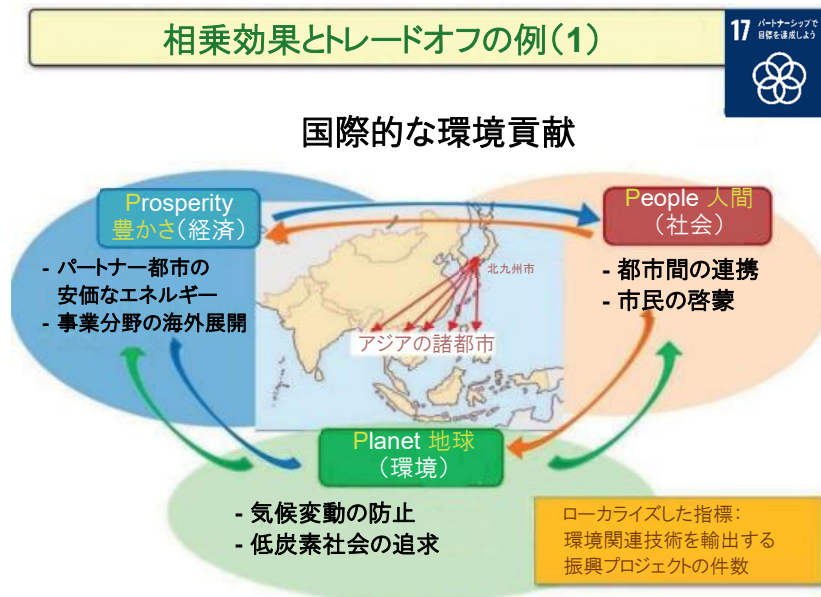 相乗効果とトレードオフの例(1)
17 パートナーシップで
目標を達成しよう
国際的な環境貢献
Prosperity
豊かさ(経済)
People 人間
(社会)
- パートナー都市の
安価なエネルギー
- 事業分野の海外展開
北九州市
- 都市間の連携
- 市民の啓蒙
アジアの諸都市
Planet 地球
(環境)
- 気候変動の防止
- 低炭素社会の追求
ローカライズした指標:
環境関連技術を輸出する
振興プロジェクトの件数